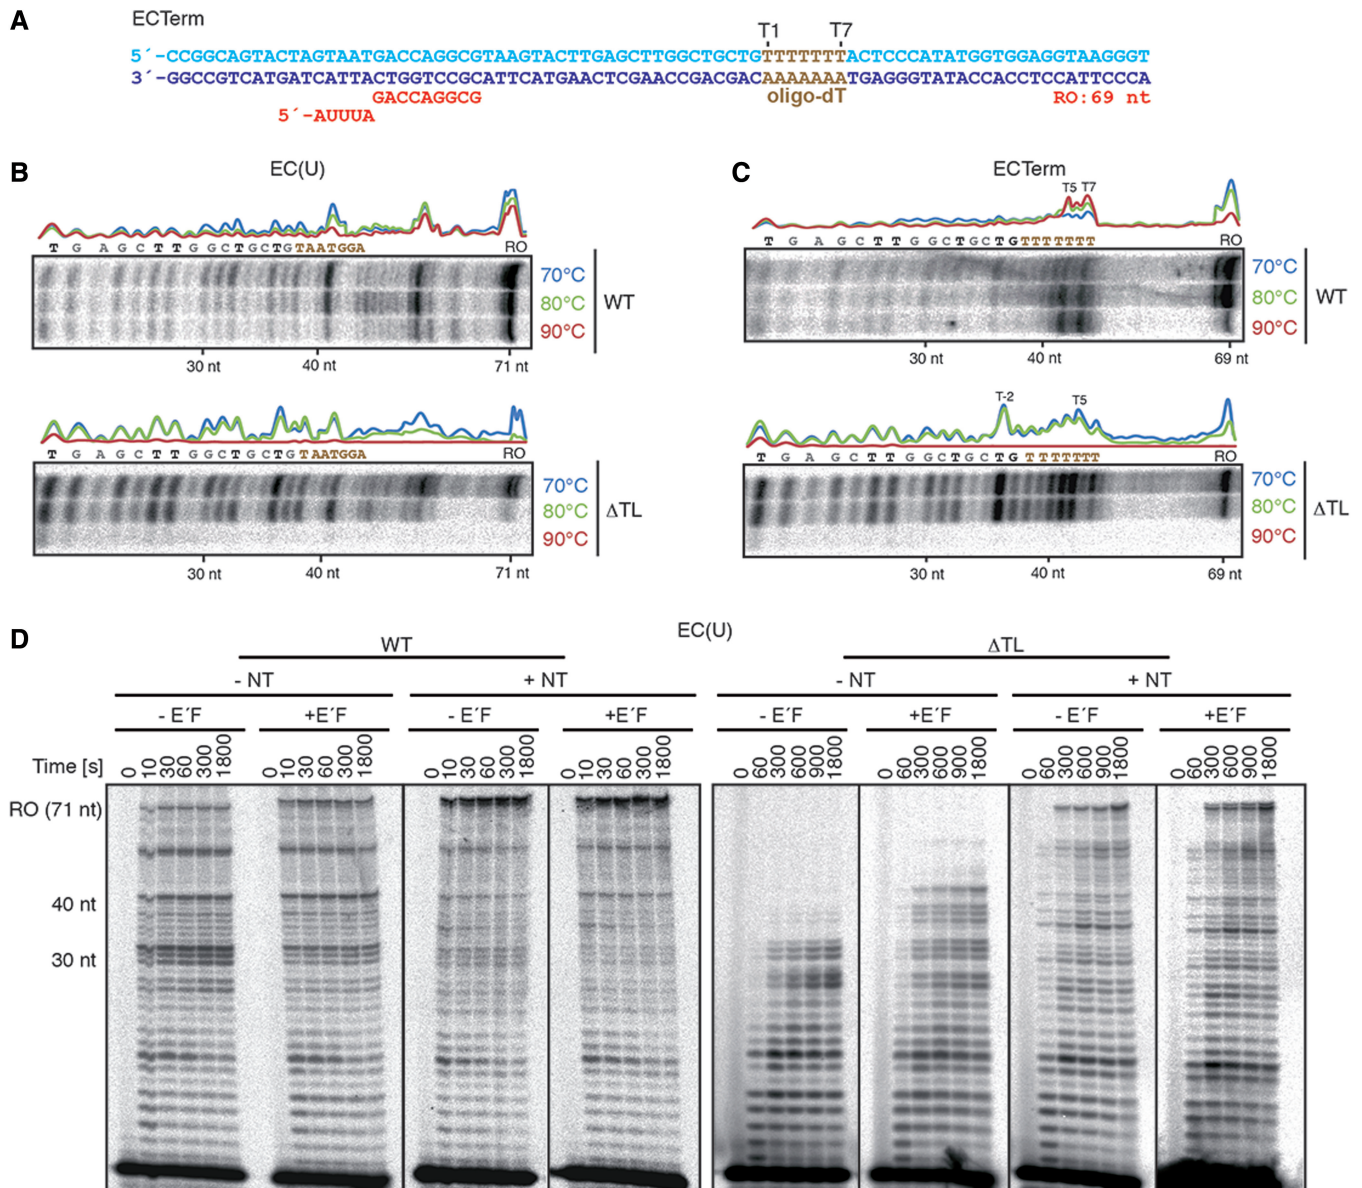 A
ECTerm
T1 T7
5´-CCGGCAGTACTAGTAATGACCAGGCGTAAGTACTTGAGCTTGGCTGCTGTTTTTTTACTCCCATATGGTGGAGGTAAGGGT
3´-GGCCGTCATGATCATTACTGGTCCGCATTCATGAACTCGAACCGACGACAAAAAAATGAGGGTATACCACCTCCATTCCCA
GACCAGGCG oligo-dT RO:69 nt
5´-AUUUA
B EC(U)
T G A G C T T G G C T G C T G T A A T G G A RO
70°C
80°C WT
90°C
30 nt 40 nt 71 nt
T G A G C T T G G C T G C T G T A A T G G A RO
70°C
80°C ΔTL
90°C
30 nt 40 nt 71 nt
C ECTerm
T5 T7
T G A G C T T G G C T G C T G T T T T T T T RO
70°C
80°C WT
90°C
30 nt 40 nt 69 nt
T-2 T5
T G A G C T T G G C T G C T G T T T T T T T RO
70°C
80°C ΔTL
90°C
30 nt 40 nt 69 nt
D EC(U)
WT ΔTL
- NT + NT - NT + NT
- E´F +E´F - E´F +E´F - E´F +E´F - E´F +E´F
Time [s] 0 10 30 60 300 1800 0 10 30 60 300 1800 0 10 30 60 300 1800 0 10 30 60 300 1800 0 60 300 600 900 1800 0 60 300 600 900 1800 0 60 300 600 900 1800 0 60 300 600 900 1800
RO (71 nt)
40 nt
30 nt